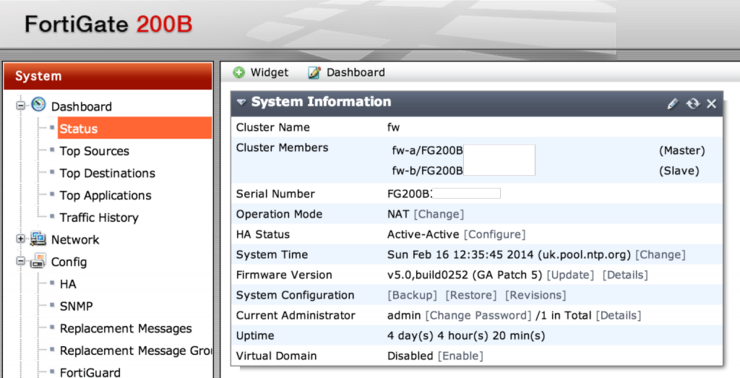 FortiGate 200B
System
Dashboard
Status
Top Sources
Top Destinations
Top Applications
Traffic History
Network
Config
HA
SNMP
Replacement Messages
Replacement Message Grou
FortiGuard
Widget Dashboard
System Information
Cluster Name fw
Cluster Members fw-a/FG200B (Master)
fw-b/FG200B (Slave)
Serial Number FG200B
Operation Mode NAT [Change]
HA Status Active-Active [Configure]
System Time Sun Feb 16 12:35:45 2014 (uk.pool.ntp.org) [Change]
Firmware Version v5.0,build0252 (GA Patch 5) [Update] [Details]
System Configuration [Backup] [Restore] [Revisions]
Current Administrator admin [Change Password] /1 in Total [Details]
Uptime 4 day(s) 4 hour(s) 20 min(s)
Virtual Domain Disabled [Enable]